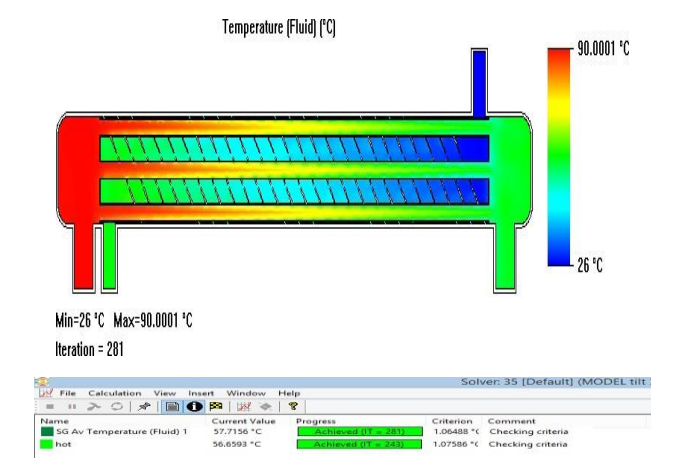 Temperature (Fluid) (°C)
90.0001 °C
26 °C
Min=26 °C Max=90.0001 °C
Iteration = 281
Solver: 35 [Default] (MODEL tilt
File Calculation View Insert Window Help
Name Current Value Progress Criterion Comment
SG Av Temperature (Fluid) 1 57.7156 °C Achieved (IT = 281) 1.06488 °C Checking criteria
hot 56.6593 °C Achieved (IT = 243) 1.07586 °C Checking criteria